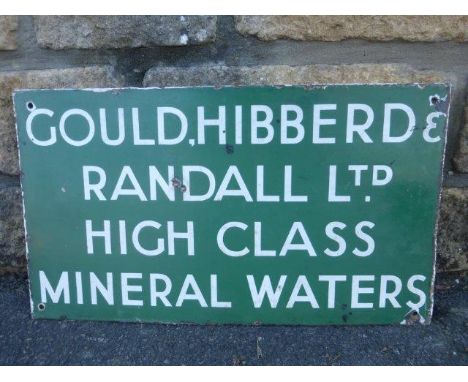 GOULD, HIBBERD &
RANDALL LTD.
HIGH CLASS
MINERAL WATERS